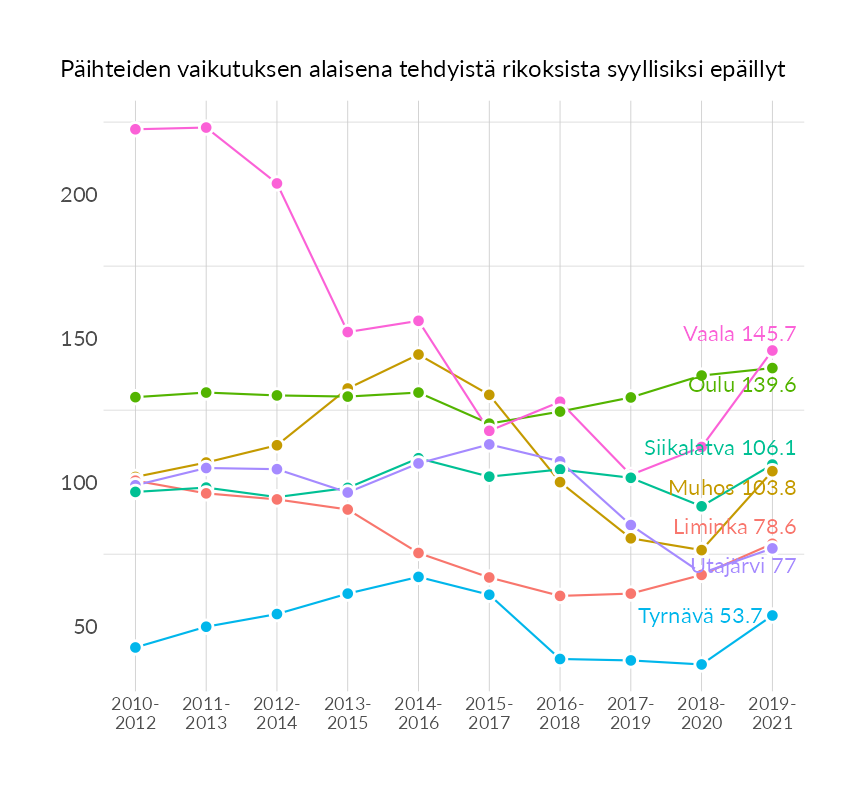 Päihteiden vaikutuksen alaisena tehdyistä rikoksista syyllisiksi epäillyt
200
150
100
50
Vaala 145.7
Oulu 139.6
Siikalatva 106.1
Muhos 103.8
Liminka 78.6
Utajärvi 77
Tyrnävä 53.7
2010- 2011- 2012- 2013- 2014- 2015- 2016- 2017- 2018- 2019-
2012 2013 2014 2015 2016 2017 2018 2019 2020 2021